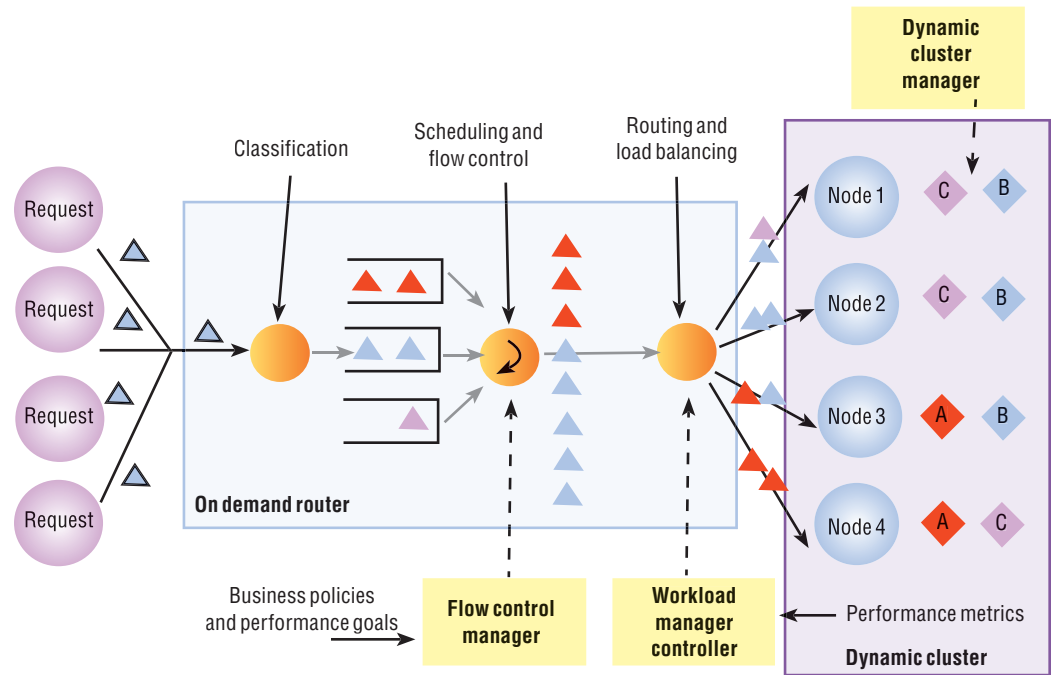 Dynamic
cluster
manager
Classification
Scheduling and
flow control
Routing and
load balancing
Request
Request
Request
Request
On demand router
Node 1
C
B
Node 2
C
B
Node 3
A
B
Node 4
A
C
Business policies
and performance goals
Flow control
manager
Workload
manager
controller
Performance metrics
Dynamic cluster